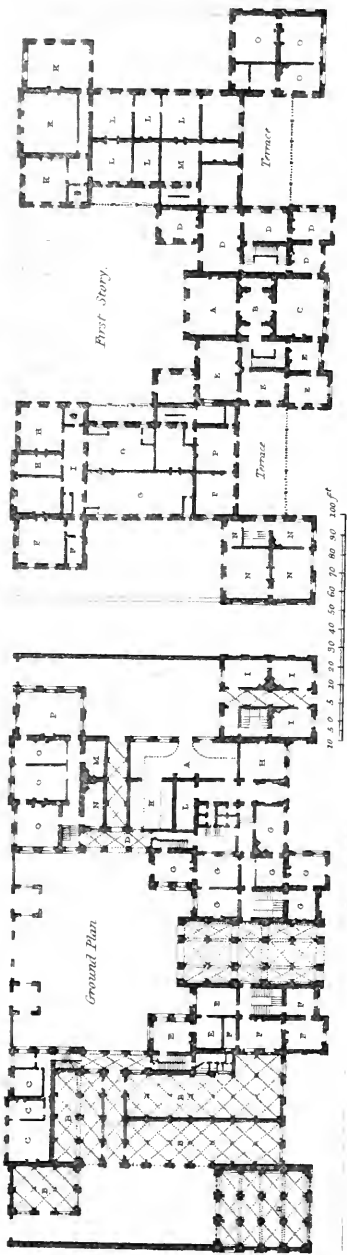 Ground Plan
C C C O O O P
B B M N
D K A
B B E G L H
E F G G
F F G G
I I I
10 5 0 5 10 20 30 40 50 60 70 80 90 100 ft
First Story.
H H K K K
F I
F
G L L
G L L
M L
P P D
E A D
Terrace Terrace
E B D
E E C D D
N N O O
N N O